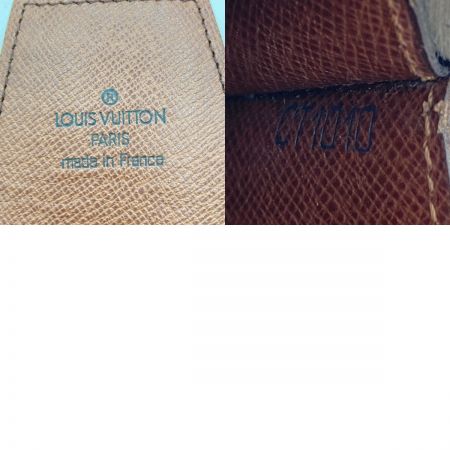 LOUIS VUITTON
PARIS
made in France
CT1010